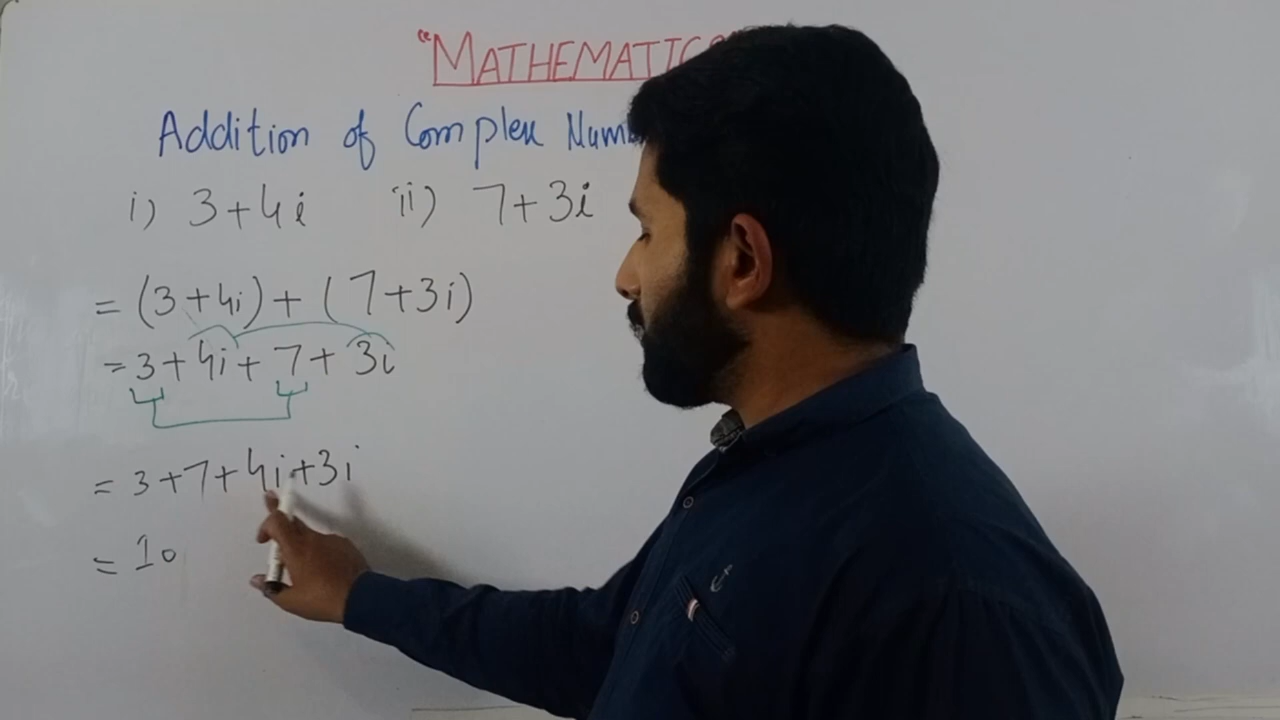 "MATHEMATICS
Addition of Complex Num
i) 3+4i ii) 7+3i
= (3+4i) + (7+3i)
= 3+4i+7+3i
= 3+7+4i+3i
= 10